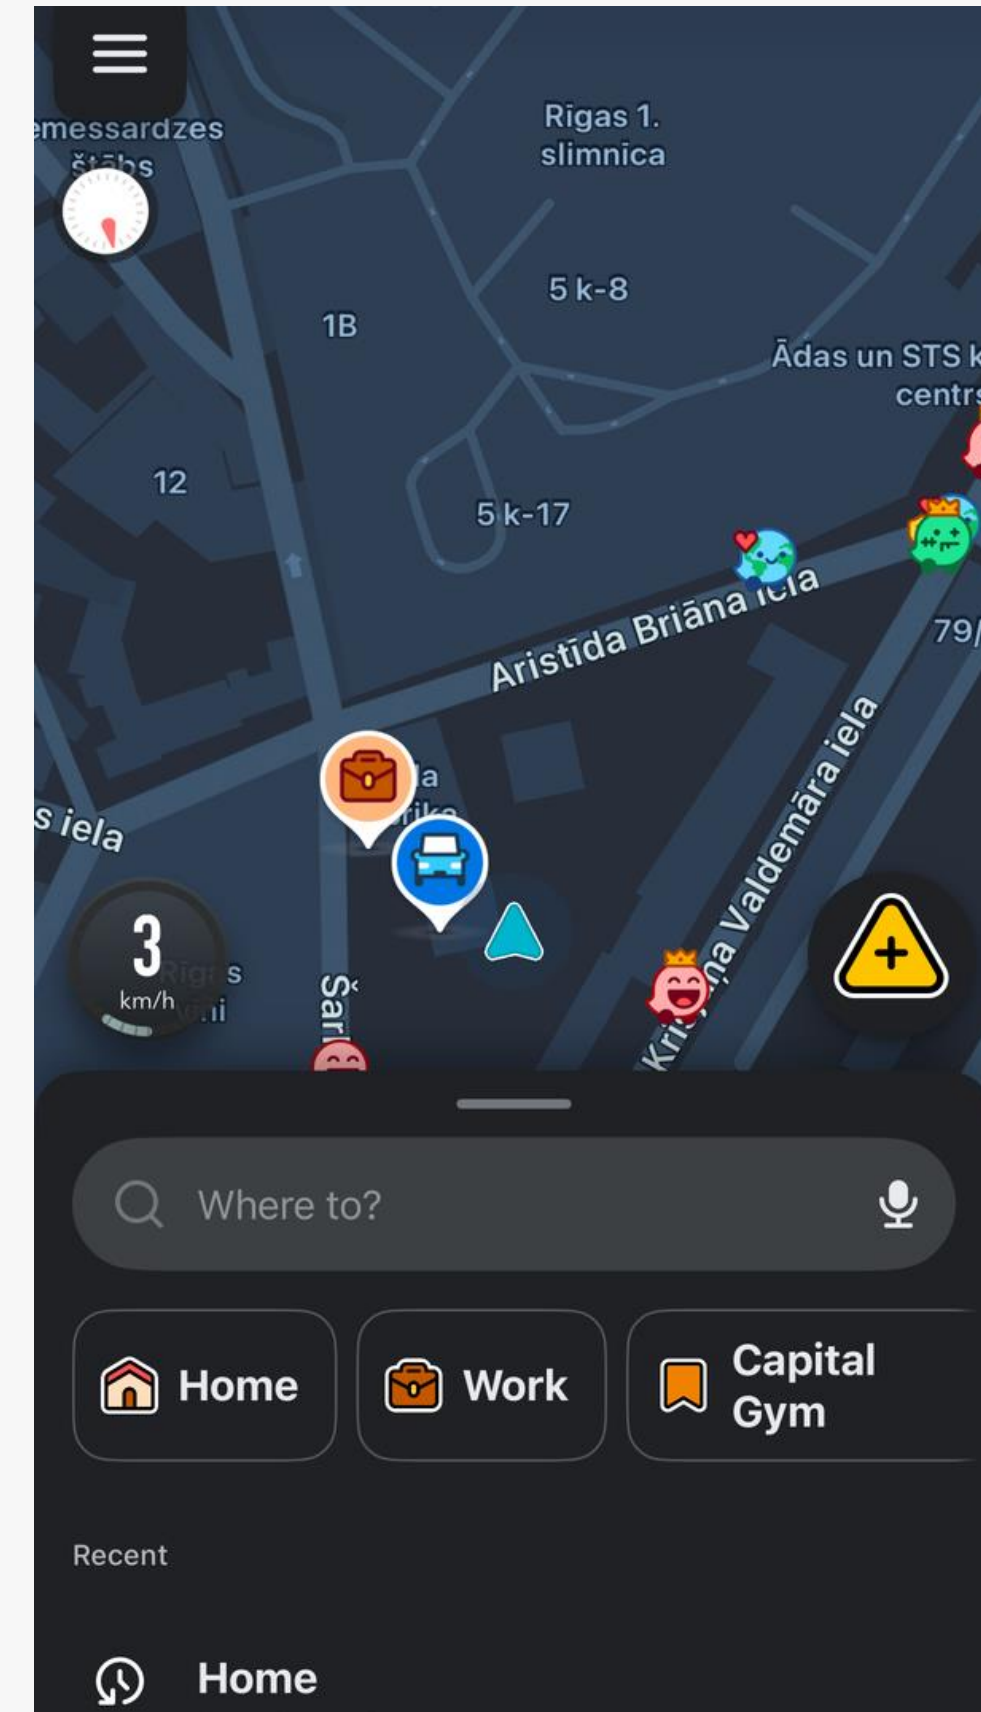 Rīgas 1.
slimnīca
štābs
5 k-8
1B
Ādas un STS
12
5 k-17
Aristīda Briāna iela
iela
Valdemāra iela
3
km/h
Where to?
Home
Work
Capital
Gym
Recent
Home